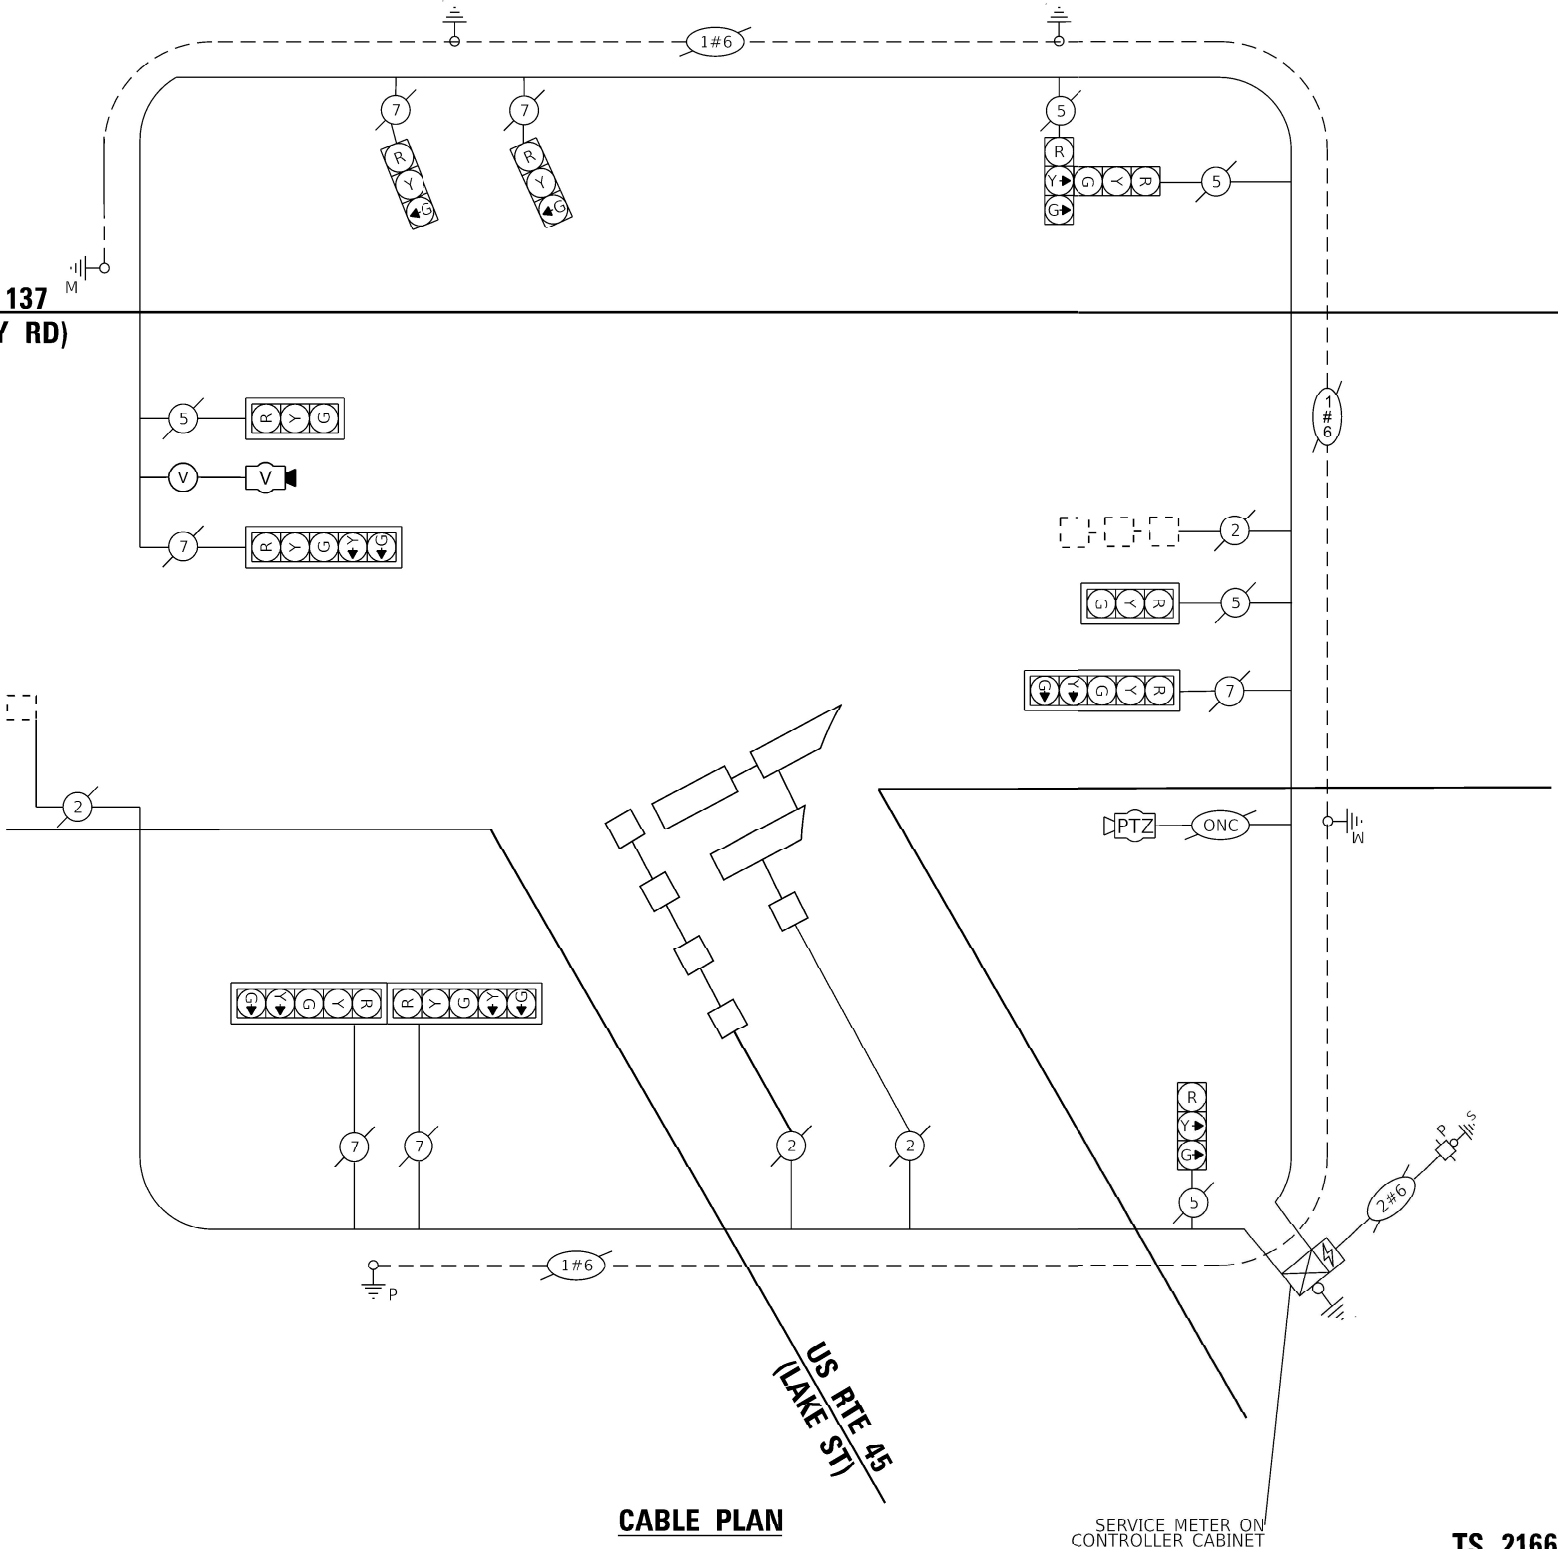 1#6
7
7
5
R
Y
G
R
Y
G
R
Y
G
G Y R
5
M
137
Y RD)
5
R Y G
1
#
6
V
V
2
7
R Y G Y G
G Y R
5
G Y G Y R
7
2
PTZ
ONC
M
G Y G Y R
R Y G Y G
R
Y
G
P
S
7
7
2
2
5
2#6
1#6
P
US RTE 45
(LAKE ST)
CABLE PLAN
SERVICE METER ON
CONTROLLER CABINET
TS 2166